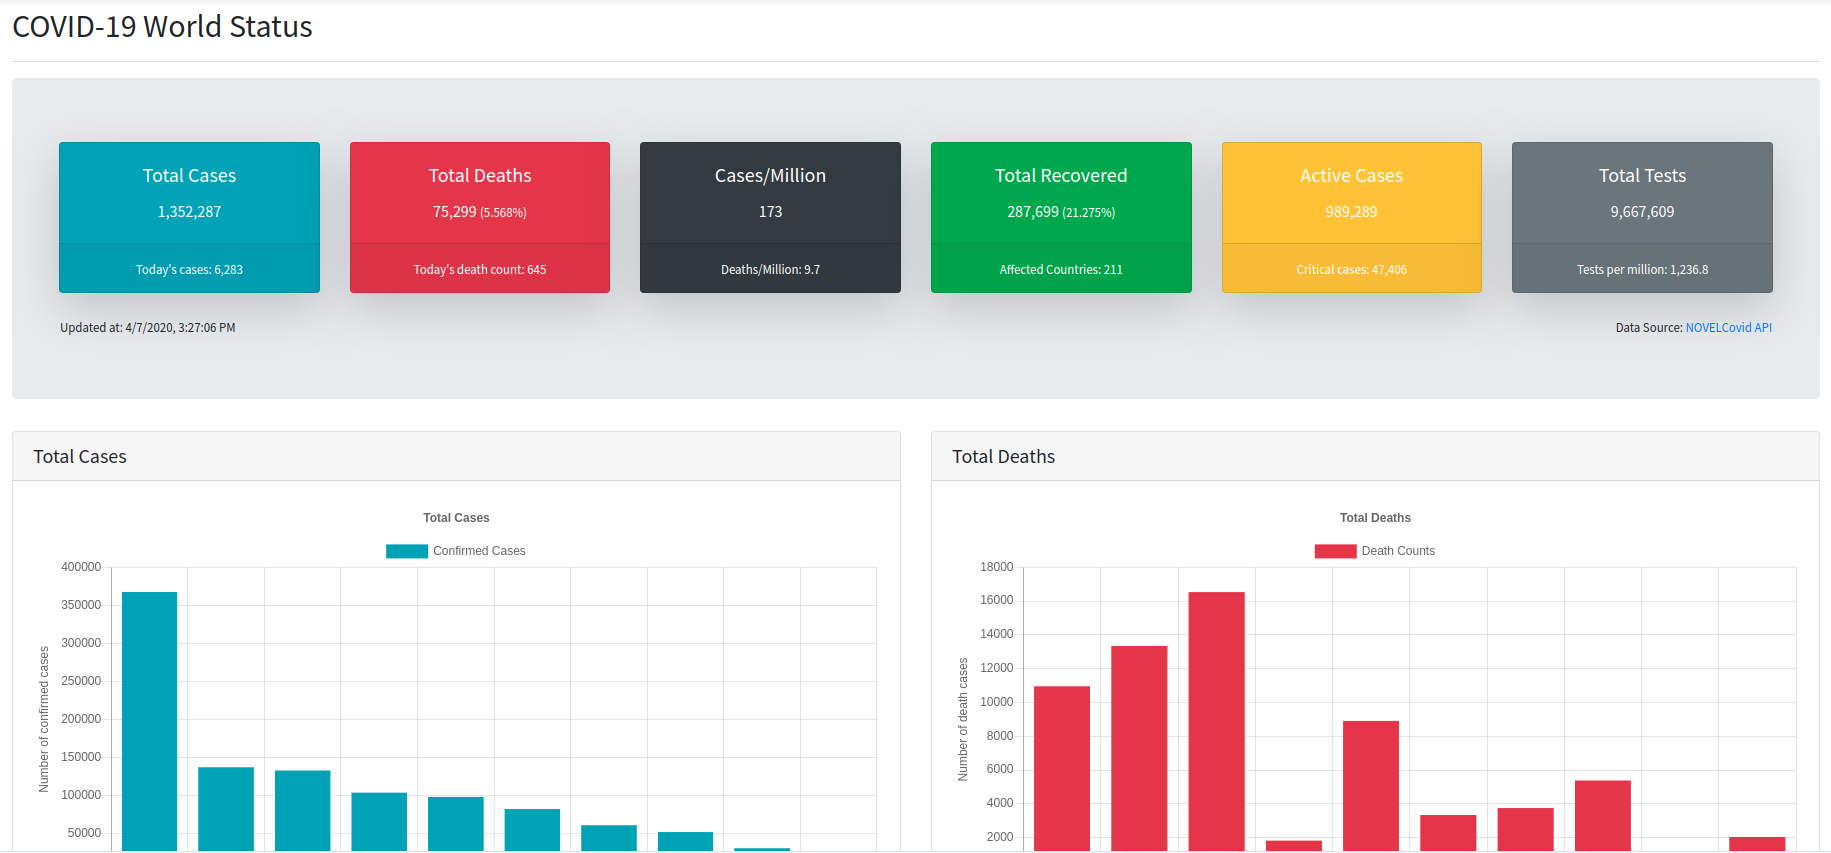 COVID-19 World Status
Total Cases
1,352,287
Today's cases: 6,283
Total Deaths
75,299 (5.568%)
Today's death count: 645
Cases/Million
173
Deaths/Million: 9.7
Total Recovered
287,699 (21.275%)
Affected Countries: 211
Active Cases
989,289
Critical cases: 47,406
Total Tests
9,667,609
Tests per million: 1,236.8
Updated at: 4/7/2020, 3:27:06 PM
Data Source: NOVELCovid API
Total Cases
Total Cases
Confirmed Cases
Number of confirmed cases
400000
350000
300000
250000
200000
150000
100000
50000
Total Deaths
Total Deaths
Death Counts
Number of death cases
18000
16000
14000
12000
10000
8000
6000
4000
2000